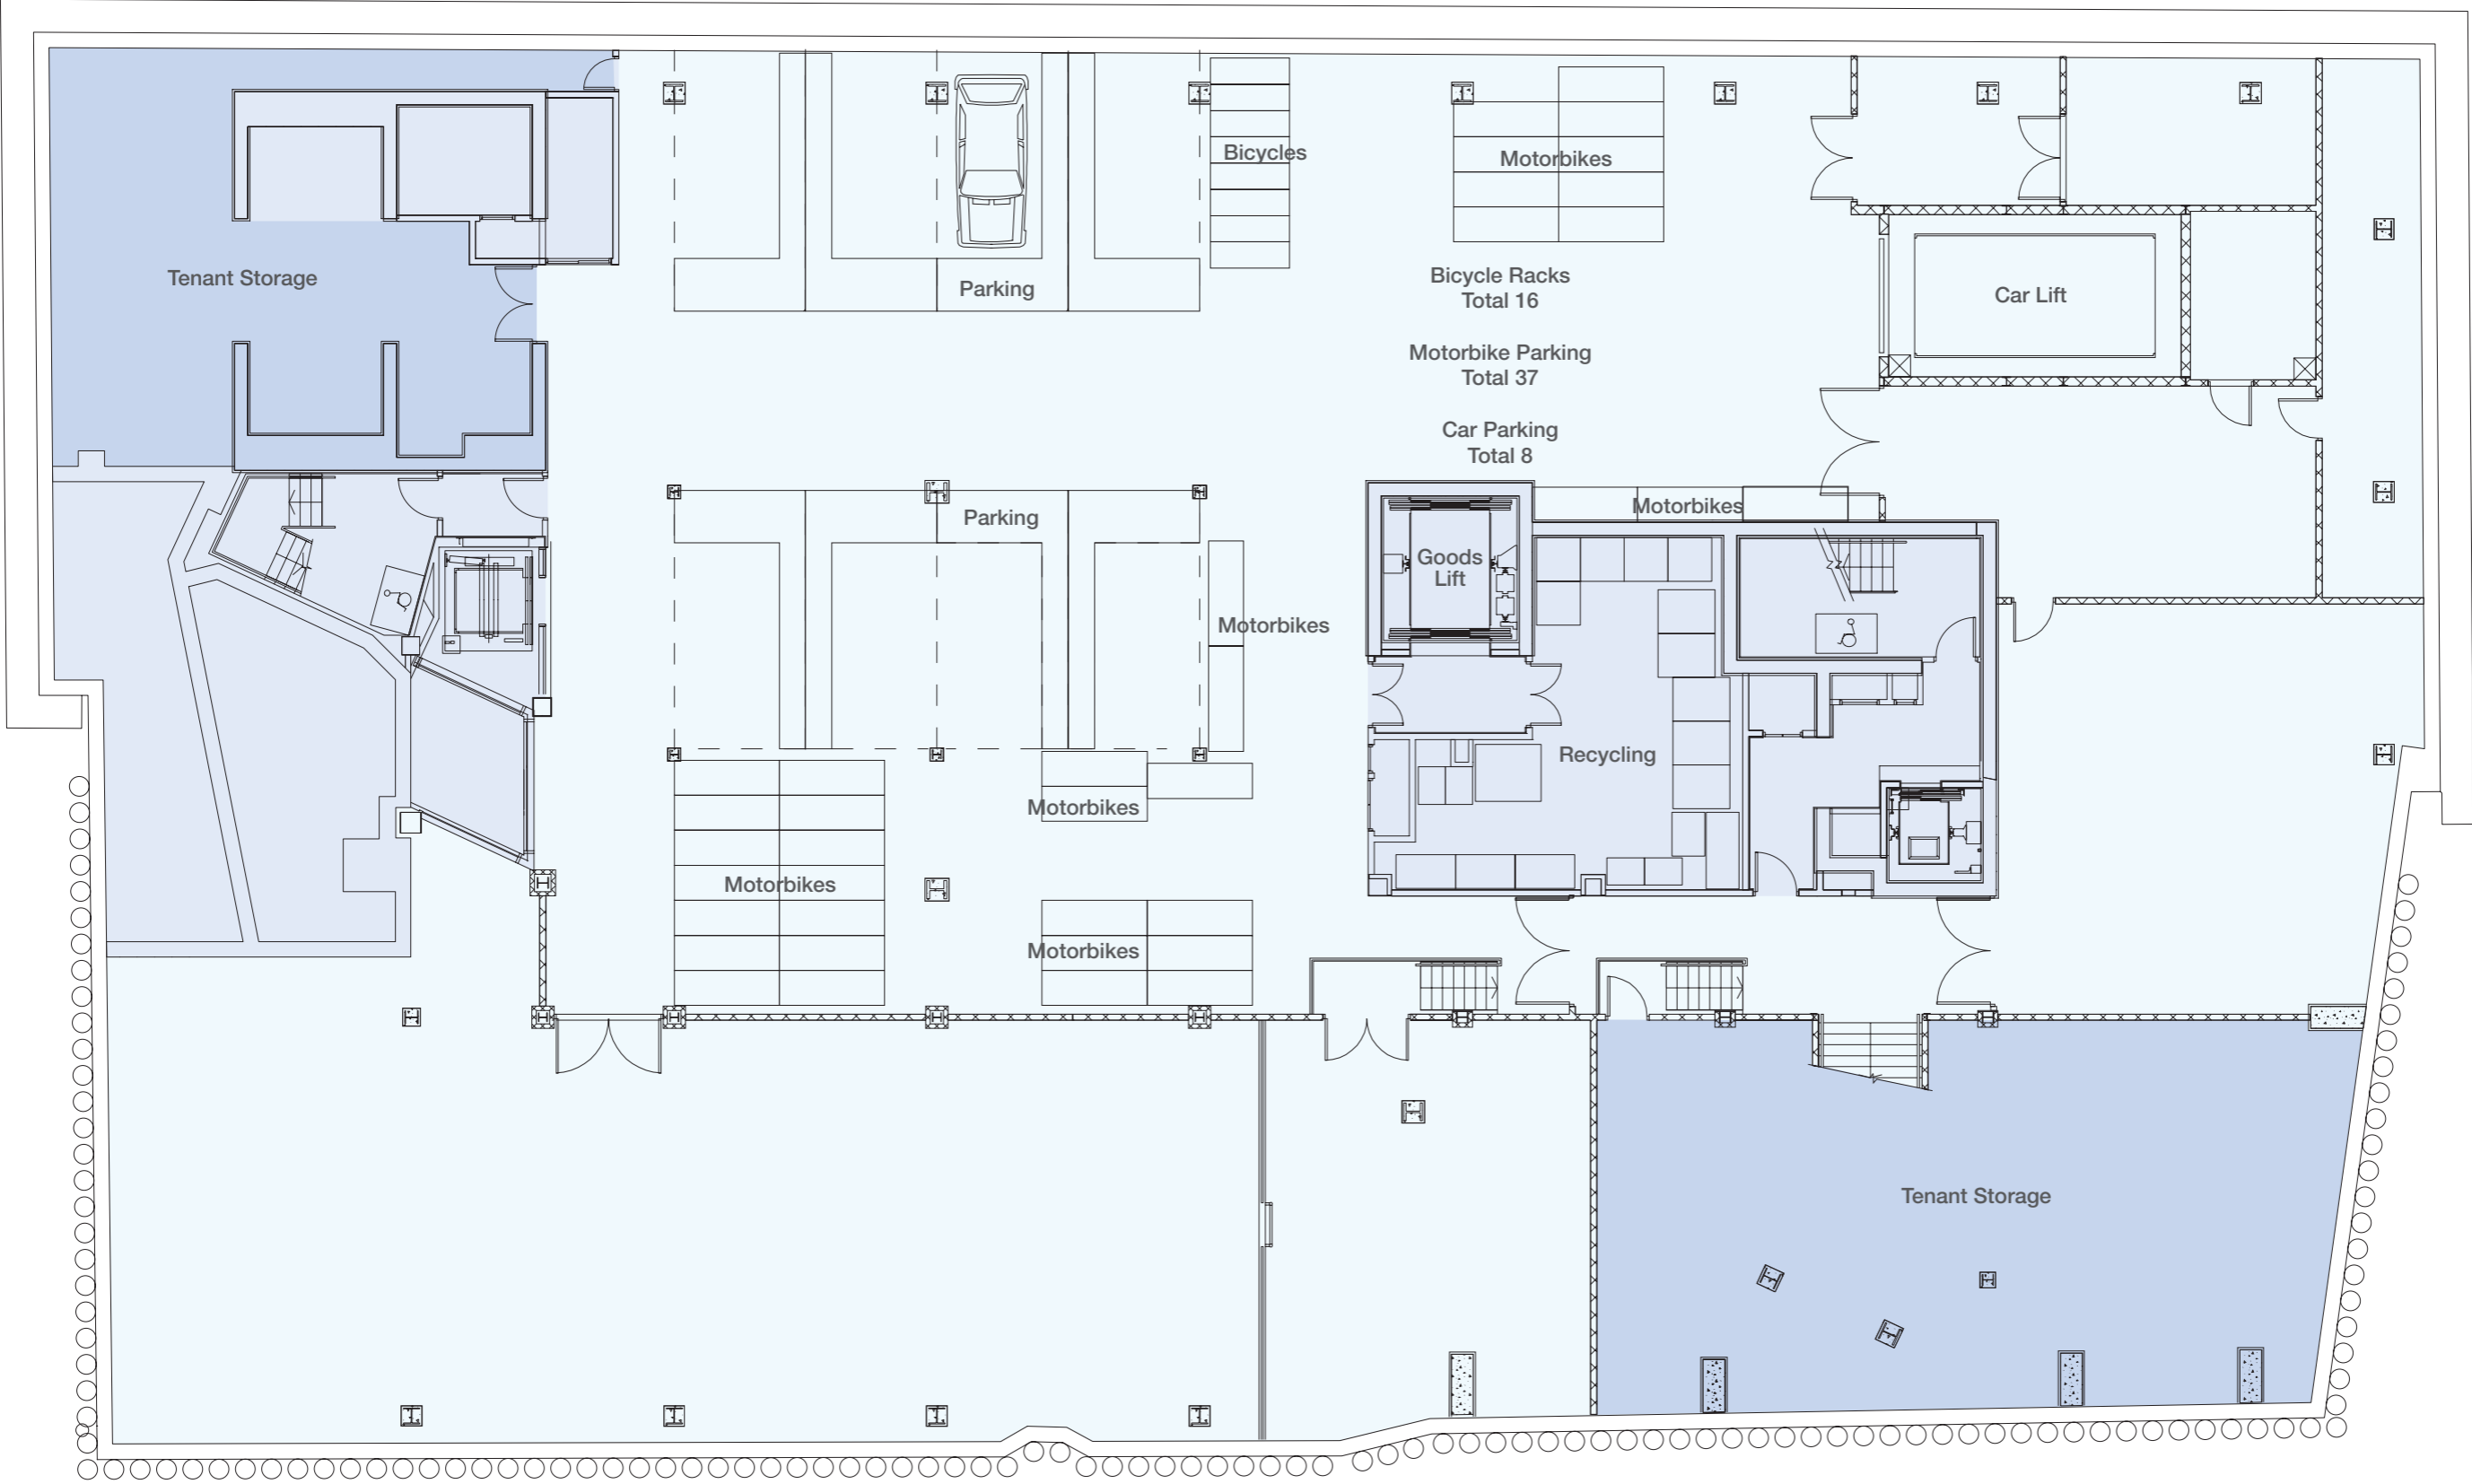 Bicycles
Motorbikes
Tenant Storage
Parking
Bicycle Racks
Total 16
Car Lift
Motorbike Parking
Total 37
Car Parking
Total 8
Parking
Motorbikes
Goods
Lift
Motorbikes
Recycling
Motorbikes
Motorbikes
Motorbikes
Tenant Storage